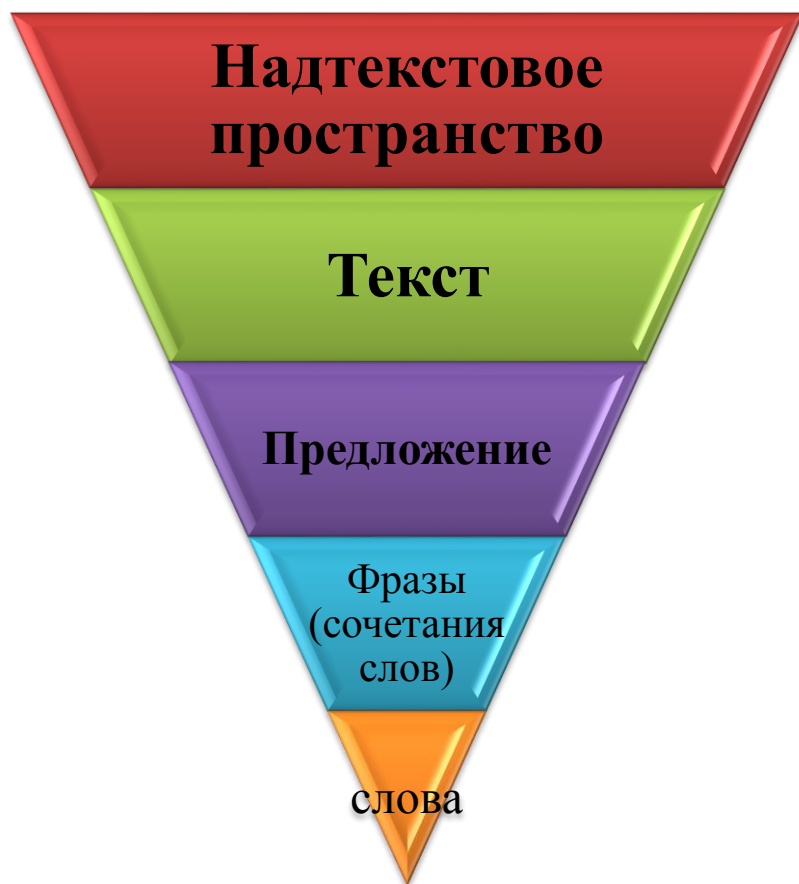 Надтекстовое
пространство
Текст
Предложение
Фразы
(сочетания
слов)
слова